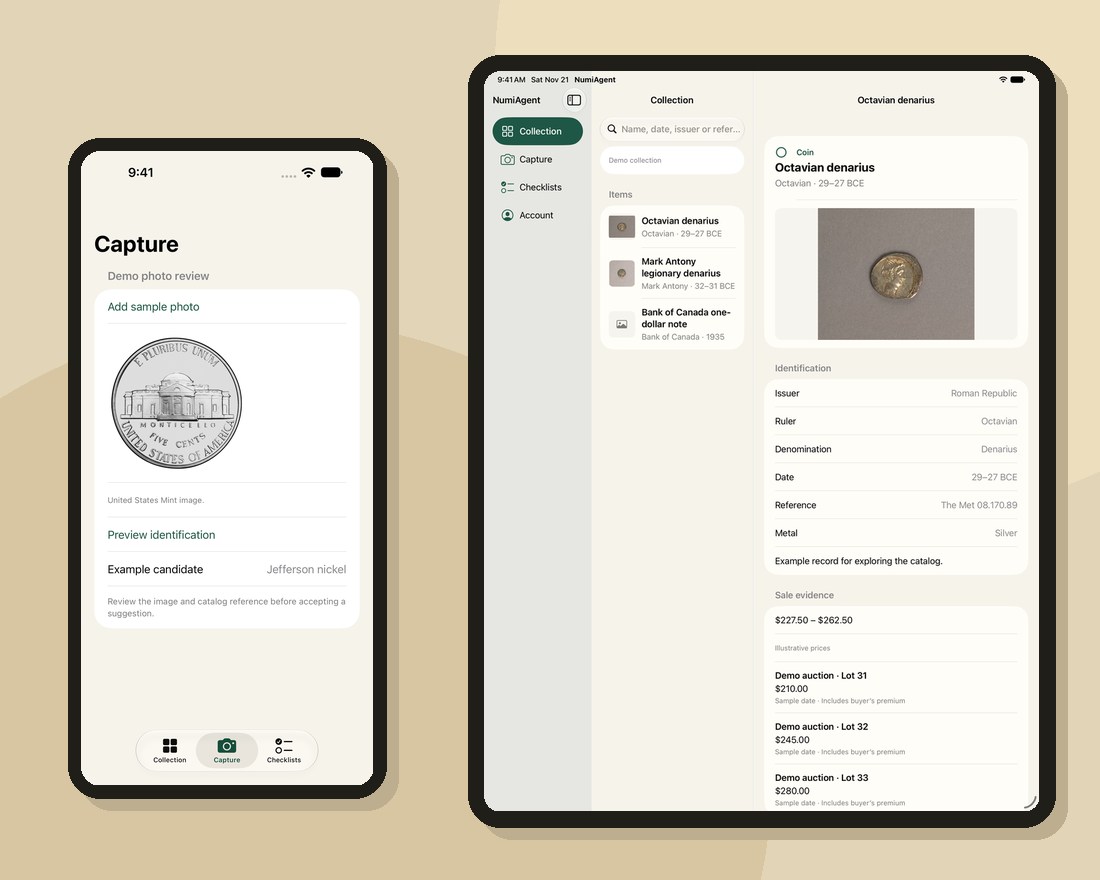 9:41
Capture
Demo photo review
Add sample photo
E PLURIBUS UNUM
MONTICELLO
FIVE CENTS
UNITED STATES OF AMERICA
United States Mint image.
Preview identification
Example candidate Jefferson nickel
Review the image and catalog reference before accepting a
suggestion.
Collection Capture Checklists
9:41 AM Sat Nov 21 NumiAgent
NumiAgent
Collection
Capture
Checklists
Account
Collection
Name, date, issuer or refer...
Demo collection
Items
Octavian denarius
Octavian · 29–27 BCE
Mark Antony
legionary denarius
Mark Antony · 32–31 BCE
Bank of Canada one-
dollar note
Bank of Canada · 1935
Octavian denarius
Coin
Octavian denarius
Octavian · 29–27 BCE
Identification
Issuer Roman Republic
Ruler Octavian
Denomination Denarius
Date 29–27 BCE
Reference The Met 08.170.89
Metal Silver
Example record for exploring the catalog.
Sale evidence
$227.50 – $262.50
Illustrative prices
Demo auction · Lot 31
$210.00
Sample date · Includes buyer's premium
Demo auction · Lot 32
$245.00
Sample date · Includes buyer's premium
Demo auction · Lot 33
$280.00
Sample date · Includes buyer's premium